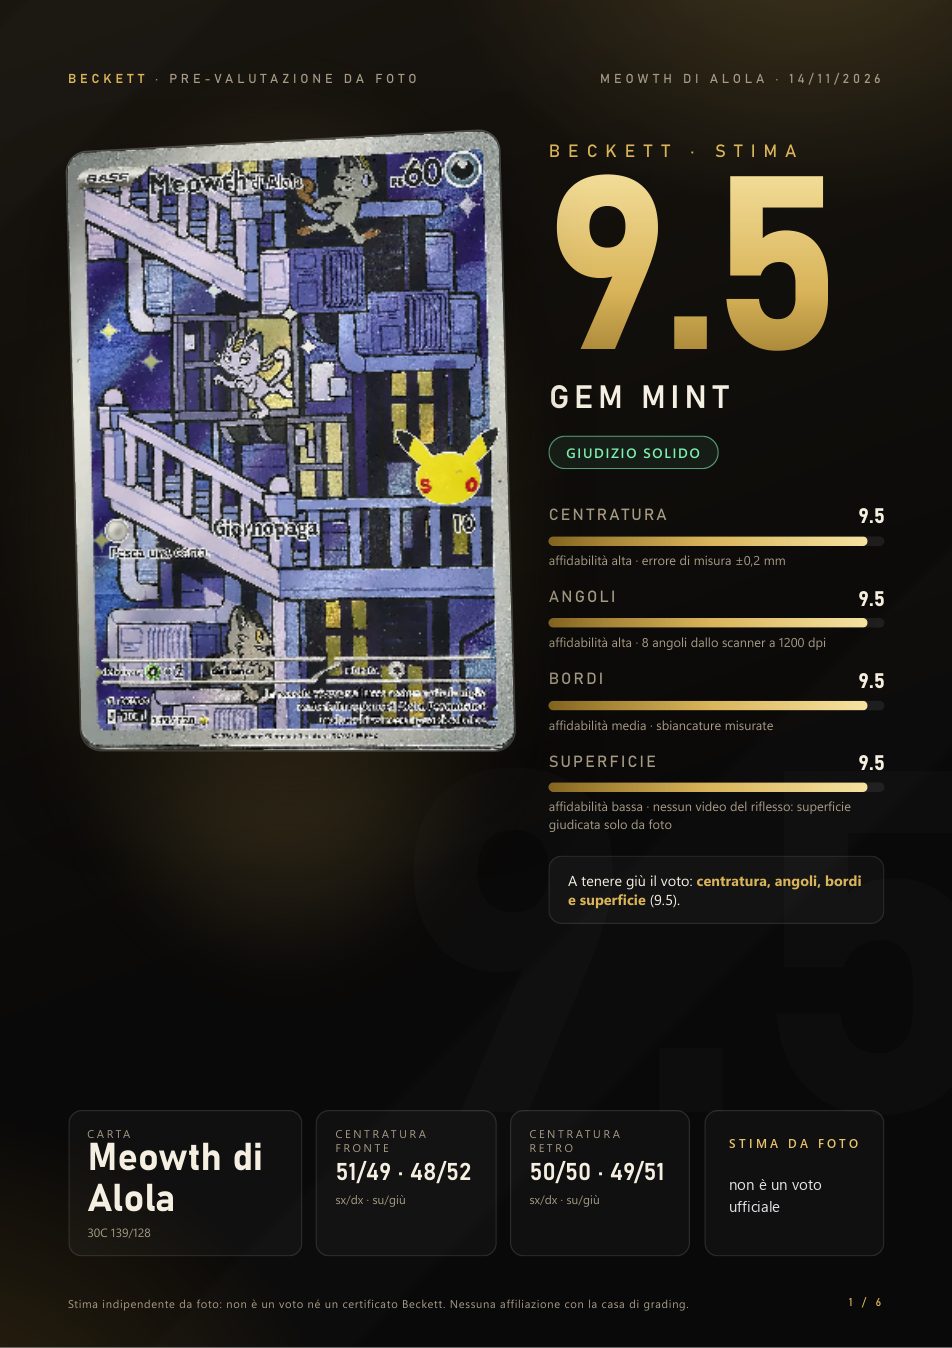 BECKETT · PRE-VALUTAZIONE DA FOTO
MEOWTH DI ALOLA · 14/11/2026
BASE
Meowth di Alola
PS 60
Giornopaga
10
Pesca una carta.
BECKETT · STIMA
9.5
GEM MINT
GIUDIZIO SOLIDO
CENTRATURA 9.5
affidabilità alta · errore di misura ±0,2 mm
ANGOLI 9.5
affidabilità alta · 8 angoli dallo scanner a 1200 dpi
BORDI 9.5
affidabilità media · sbiancature misurate
SUPERFICIE 9.5
affidabilità bassa · nessun video del riflesso: superficie
giudicata solo da foto
A tenere giù il voto: centratura, angoli, bordi
e superficie (9.5).
CARTA
Meowth di
Alola
30C 139/128
CENTRATURA
FRONTE
51/49 · 48/52
sx/dx · su/giù
CENTRATURA
RETRO
50/50 · 49/51
sx/dx · su/giù
STIMA DA FOTO
non è un voto
ufficiale
Stima indipendente da foto: non è un voto né un certificato Beckett. Nessuna affiliazione con la casa di grading.
1 / 6